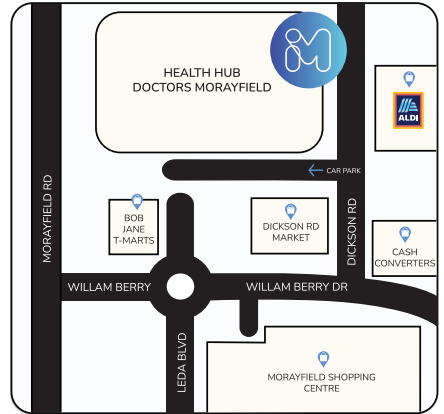 HEALTH HUB
DOCTORS MORAYFIELD
ALDI
CAR PARK
MORAYFIELD RD
BOB
JANE
T-MARTS
DICKSON RD
MARKET
DICKSON RD
CASH
CONVERTERS
WILLAM BERRY
WILLAM BERRY DR
LEDA BLVD
MORAYFIELD SHOPPING
CENTRE